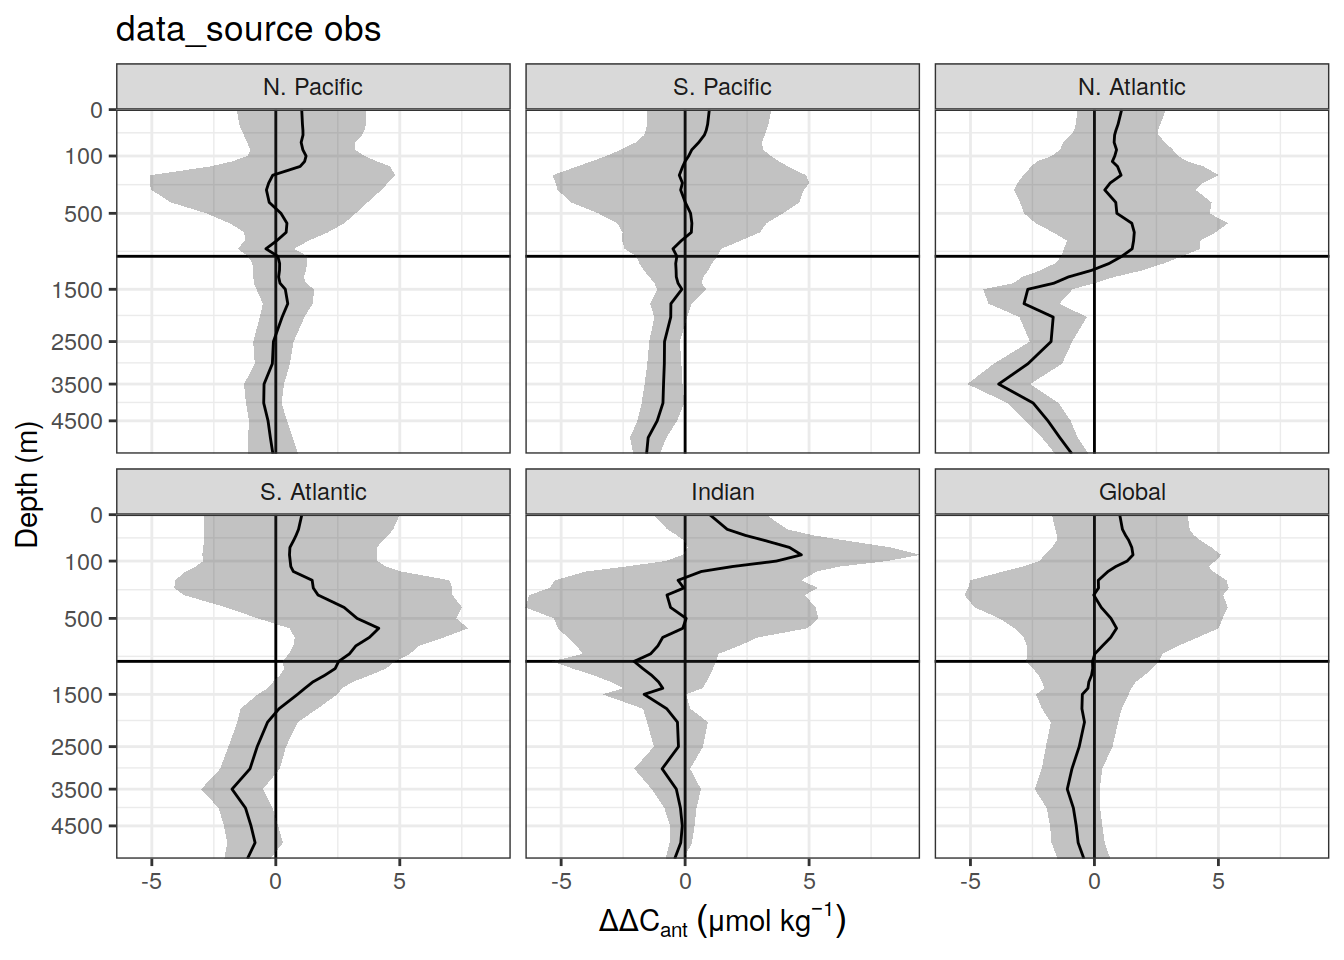 data_source obs
N. Pacific
S. Pacific
N. Atlantic
0
100
500
1500
2500
3500
4500
Depth (m)
S. Atlantic
Indian
Global
0
100
500
1500
2500
3500
4500
-5 0 5
-5 0 5
-5 0 5
ΔΔC_ant (μmol kg⁻¹)